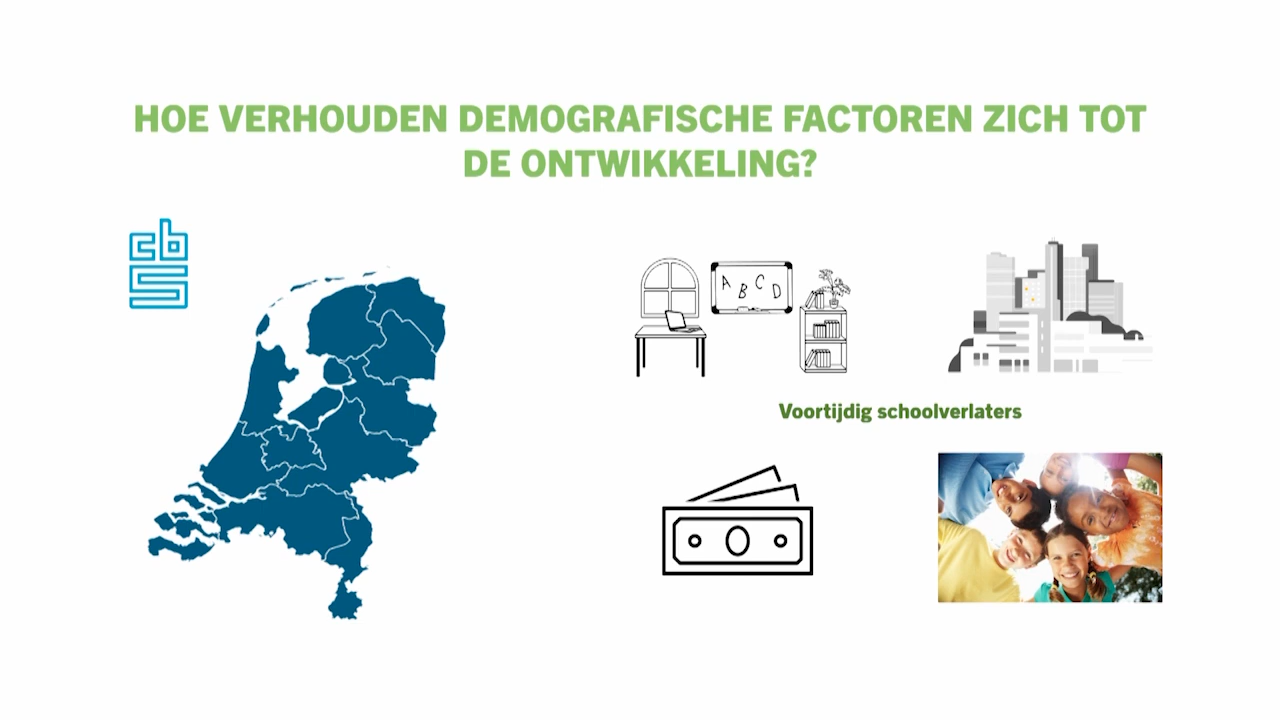 HOE VERHOUDEN DEMOGRAFISCHE FACTOREN ZICH TOT
DE ONTWIKKELING?
cbs
A B C D
Voortijdig schoolverlaters